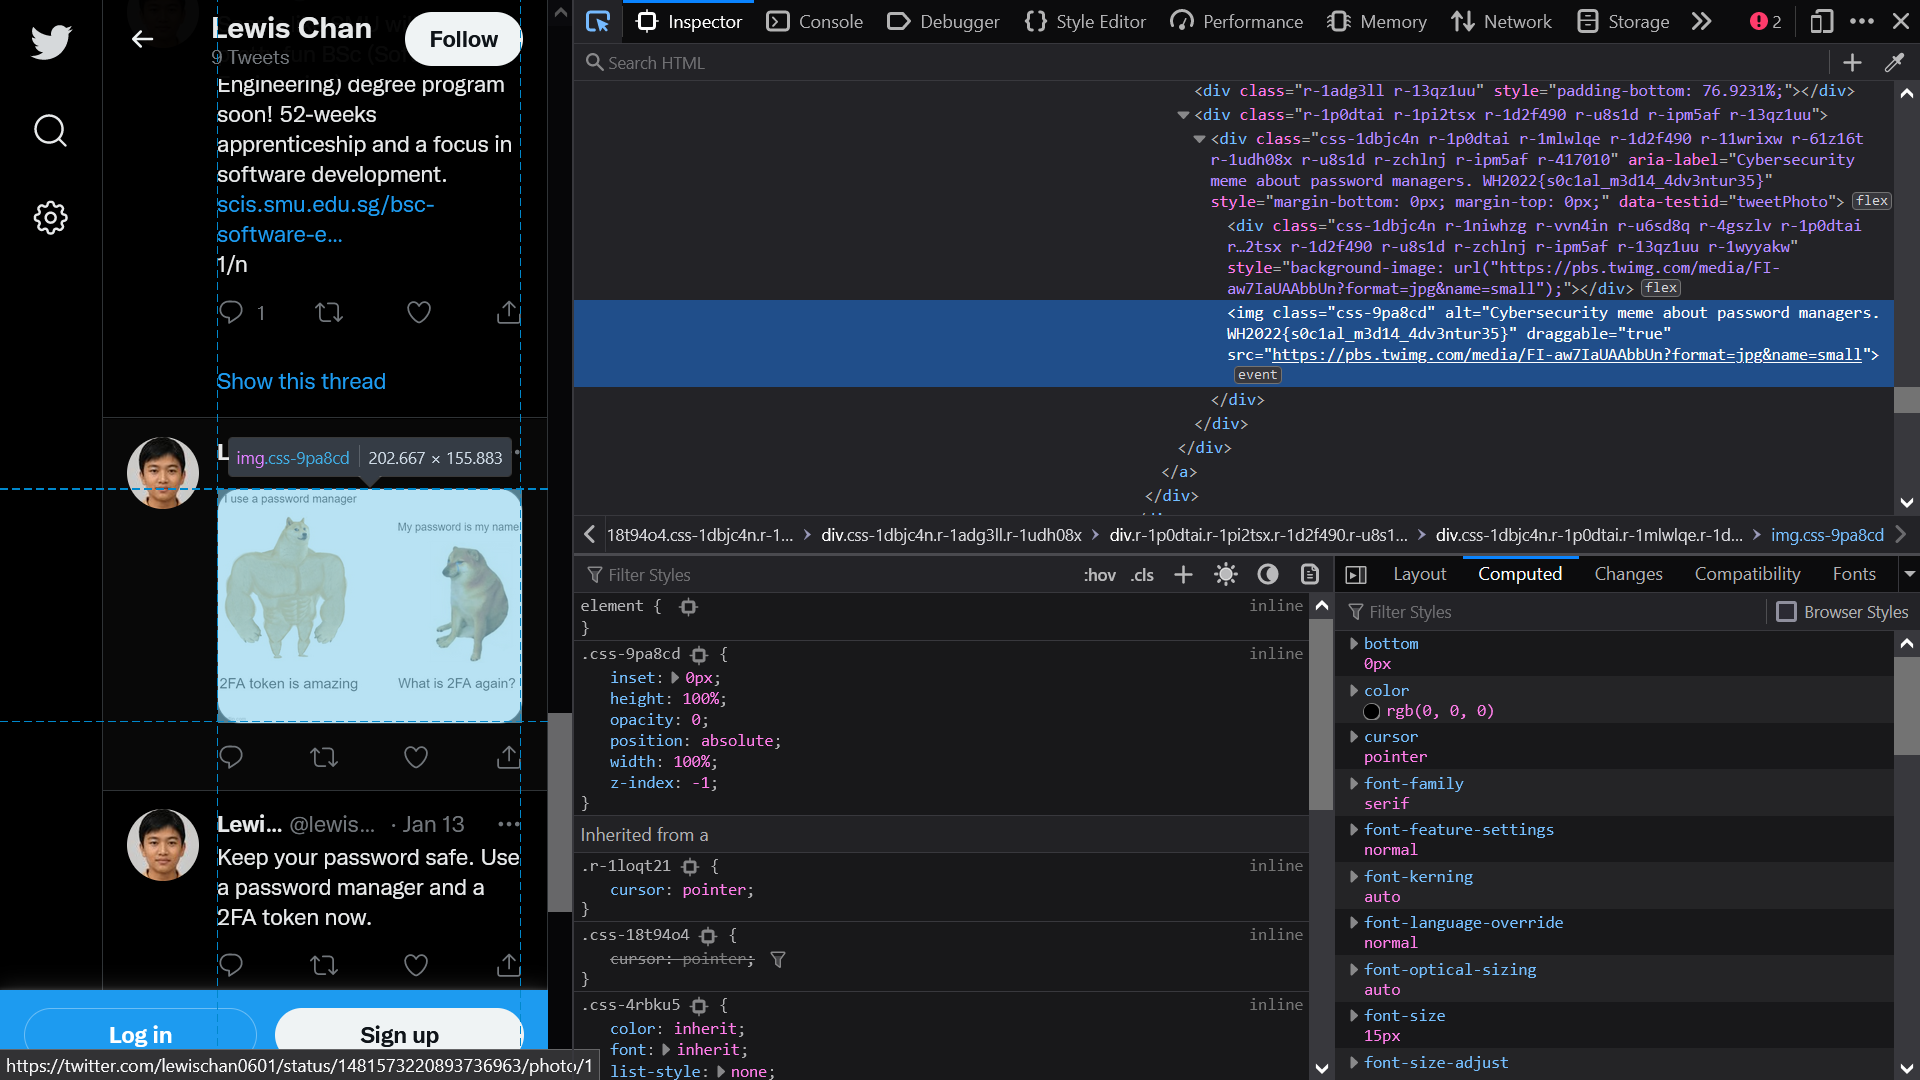 Lewis Chan
9 Tweets
Follow
Engineering) degree program
soon! 52-weeks
apprenticeship and a focus in
software development.
scis.smu.edu.sg/bsc-
software-e...
1/n
1
Show this thread
L
img.css-9pa8cd 202.667 × 155.883
I use a password manager
My password is my name
2FA token is amazing
What is 2FA again?
Lewi... @lewis... · Jan 13
Keep your password safe. Use
a password manager and a
2FA token now.
Log in
Sign up
https://twitter.com/lewischan0601/status/1481573220893736963/photo/1
Inspector
Console
Debugger
Style Editor
Performance
Memory
Network
Storage
2
Search HTML
<div class="r-1adg3ll r-13qz1uu" style="padding-bottom: 76.9231%;"></div>
<div class="r-1p0dtai r-1pi2tsx r-1d2f490 r-u8s1d r-ipm5af r-13qz1uu">
<div class="css-1dbjc4n r-1p0dtai r-1mlwlqe r-1d2f490 r-11wrixw r-61z16t
r-1udh08x r-u8s1d r-zchlnj r-ipm5af r-417010" aria-label="Cybersecurity
meme about password managers. WH2022{s0c1al_m3d14_4dv3ntur35}"
style="margin-bottom: 0px; margin-top: 0px;" data-testid="tweetPhoto"> flex
<div class="css-1dbjc4n r-1niwhzg r-vvn4in r-u6sd8q r-4gszlv r-1p0dtai
r…2tsx r-1d2f490 r-u8s1d r-zchlnj r-ipm5af r-13qz1uu r-1wyyakw"
style="background-image: url("https://pbs.twimg.com/media/FI-
aw7IaUAAbbUn?format=jpg&name=small");"></div> flex
<img class="css-9pa8cd" alt="Cybersecurity meme about password managers.
WH2022{s0c1al_m3d14_4dv3ntur35}" draggable="true"
src="https://pbs.twimg.com/media/FI-aw7IaUAAbbUn?format=jpg&name=small">
event
</div>
</div>
</div>
</a>
</div>
18t94o4.css-1dbjc4n.r-1... > div.css-1dbjc4n.r-1adg3ll.r-1udh08x > div.r-1p0dtai.r-1pi2tsx.r-1d2f490.r-u8s1... > div.css-1dbjc4n.r-1p0dtai.r-1mlwlqe.r-1d... > img.css-9pa8cd
Filter Styles
:hov .cls
element { inline
}
.css-9pa8cd { inline
inset: 0px;
height: 100%;
opacity: 0;
position: absolute;
width: 100%;
z-index: -1;
}
Inherited from a
.r-1loqt21 { inline
cursor: pointer;
}
.css-18t94o4 { inline
cursor: pointer;
}
.css-4rbku5 { inline
color: inherit;
font: inherit;
list-style: none;
Layout
Computed
Changes
Compatibility
Fonts
Filter Styles
Browser Styles
bottom
0px
color
rgb(0, 0, 0)
cursor
pointer
font-family
serif
font-feature-settings
normal
font-kerning
auto
font-language-override
normal
font-optical-sizing
auto
font-size
15px
font-size-adjust